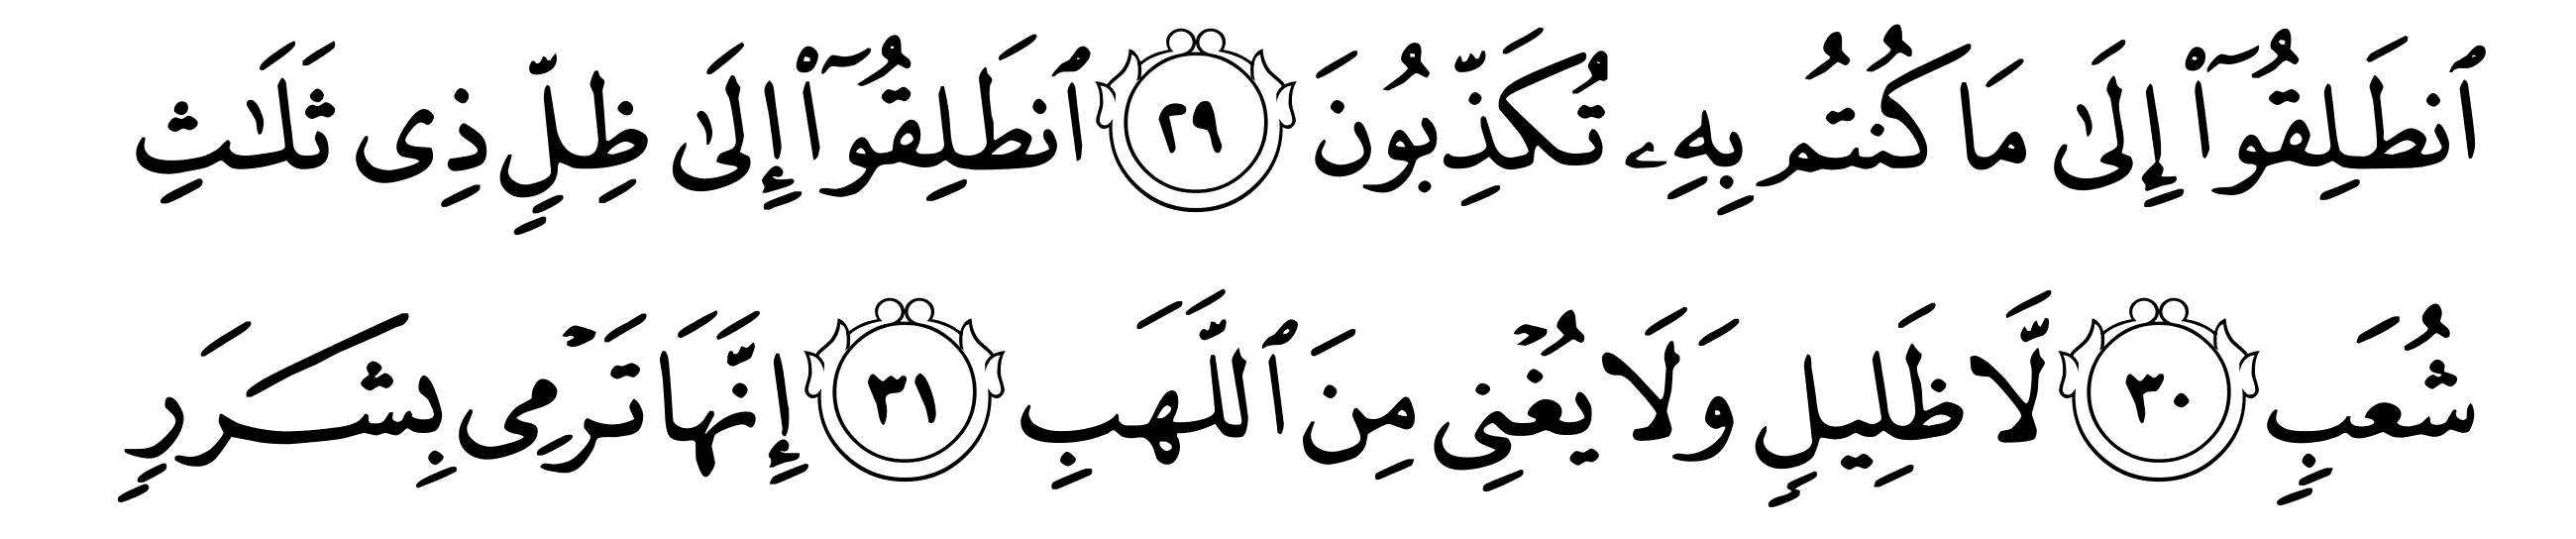 ٱنطَلِقُوٓا۟ إِلَىٰ مَا كُنتُم بِهِۦ تُكَذِّبُونَ ٢٩ ٱنطَلِقُوٓا۟ إِلَىٰ ظِلٍّ ذِى ثَلَـٰثِ
شُعَبٍ ٣٠ لَّا ظَلِيلٍ وَلَا يُغْنِى مِنَ ٱللَّهَبِ ٣١ إِنَّهَا تَرْمِى بِشَرَرٍ